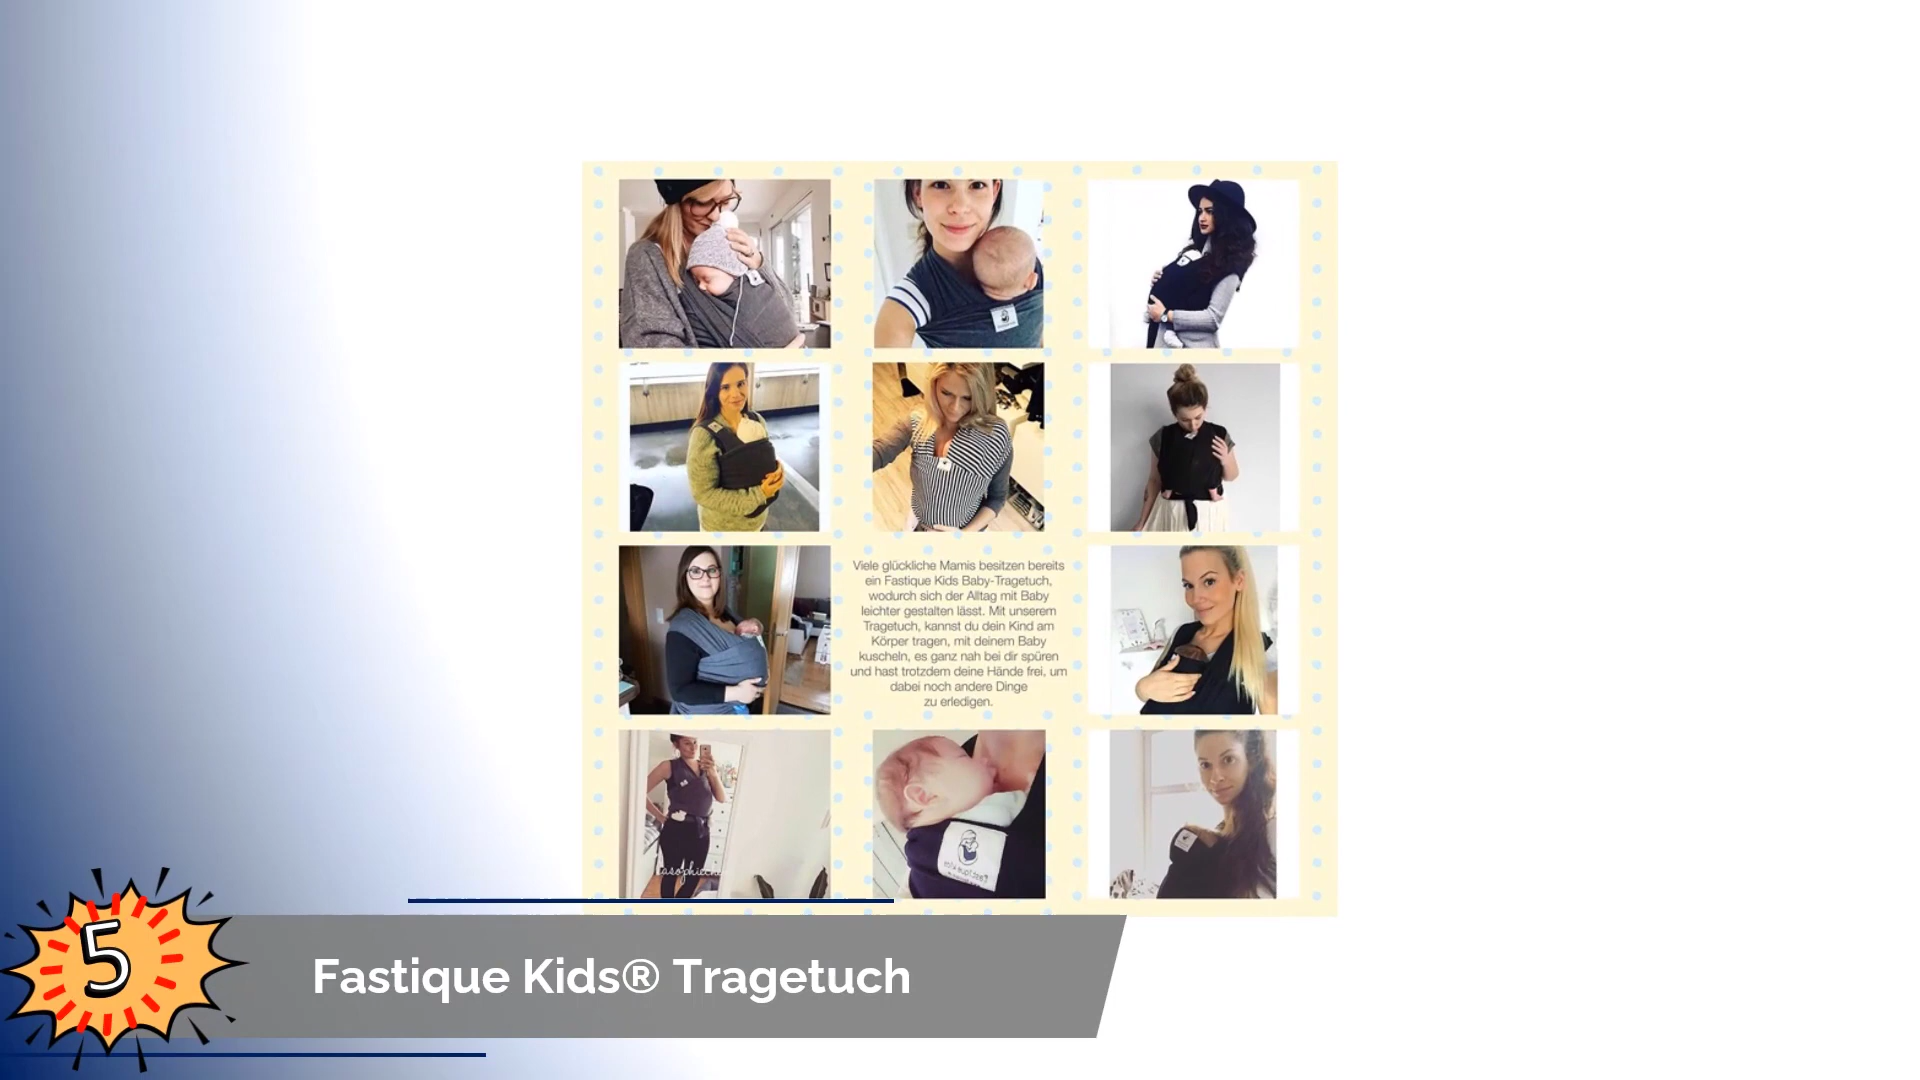 Viele glückliche Mamis besitzen bereits
ein Fastique Kids Baby-Tragetuch,
wodurch sich der Alltag mit Baby
leichter gestalten lässt. Mit unserem
Tragetuch, kannst du dein Kind am
Körper tragen, mit deinem Baby
kuscheln, es ganz nah bei dir spüren
und hast trotzdem deine Hände frei, um
dabei noch andere Dinge
zu erledigen.
5
Fastique Kids® Tragetuch